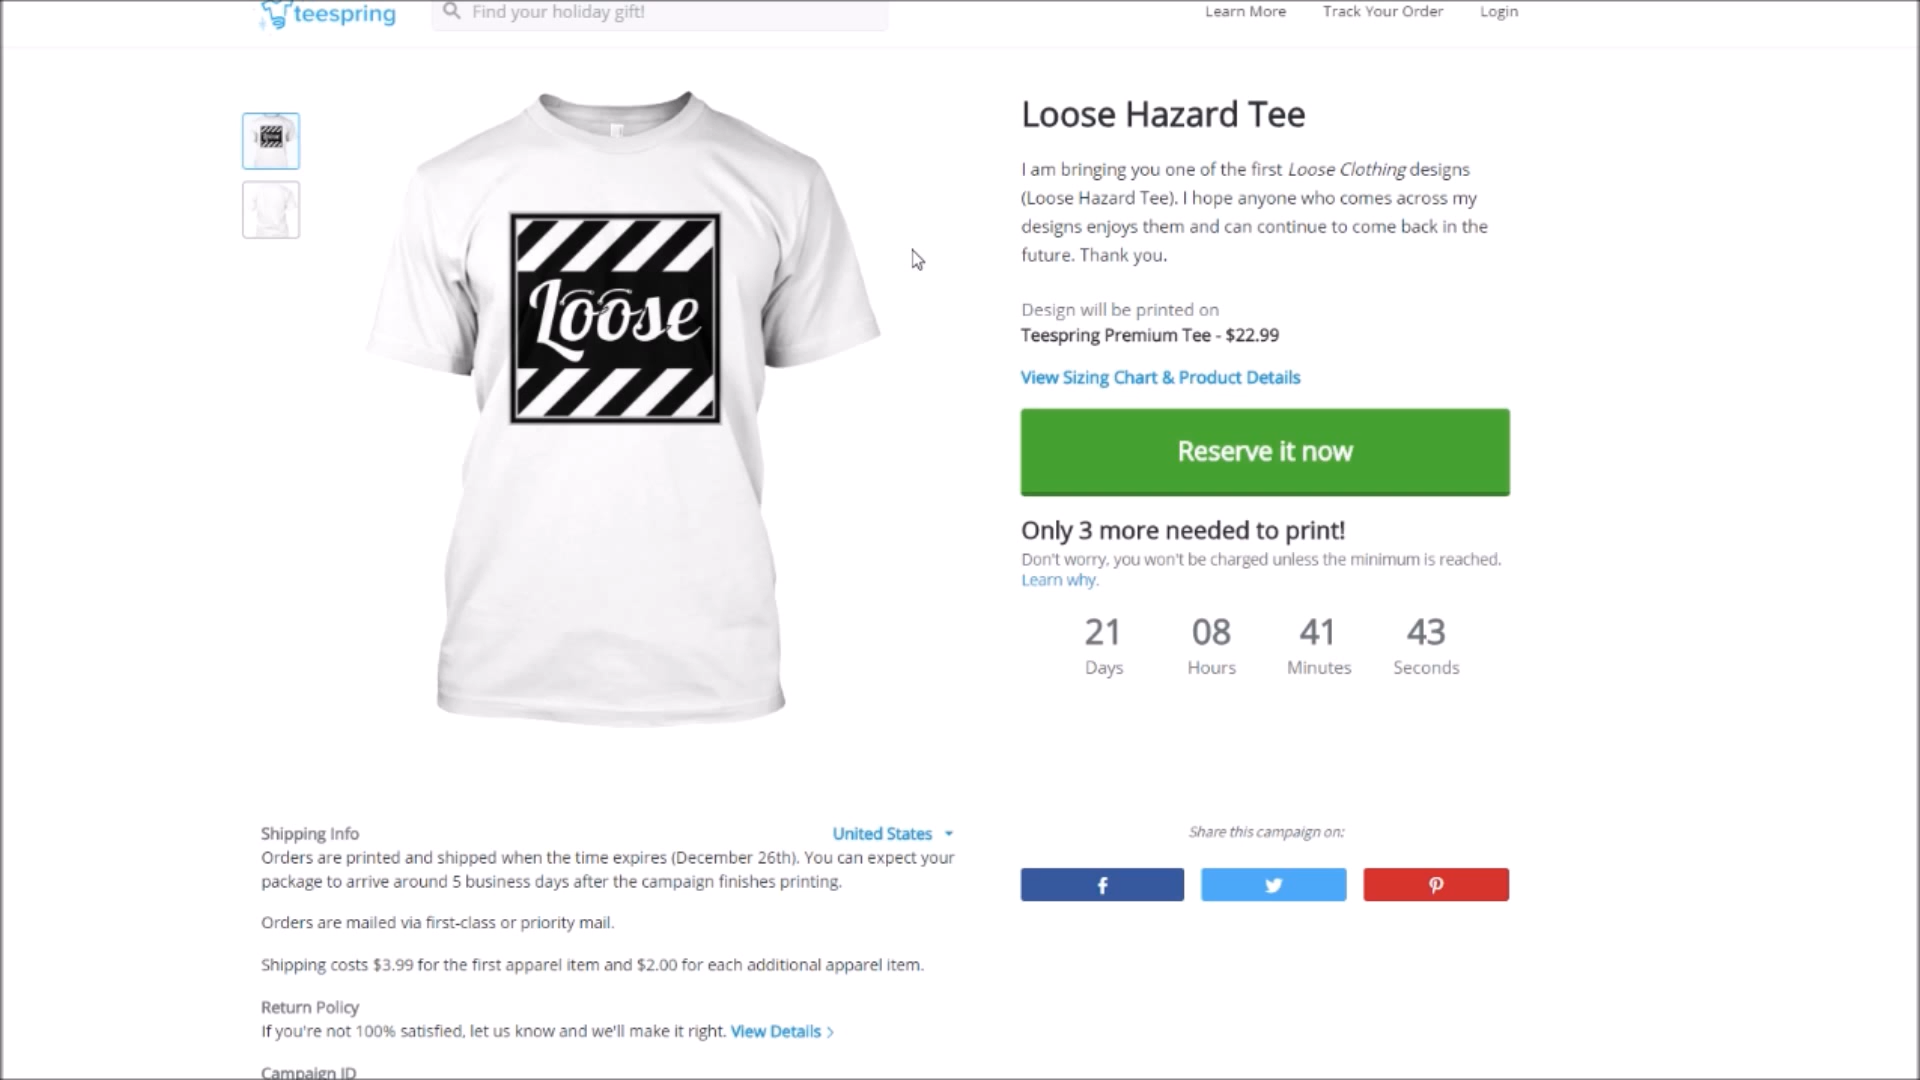 teespring
Find your holiday gift!
Learn More
Track Your Order
Login
Loose
Loose Hazard Tee
I am bringing you one of the first Loose Clothing designs
(Loose Hazard Tee). I hope anyone who comes across my
designs enjoys them and can continue to come back in the
future. Thank you.
Design will be printed on
Teespring Premium Tee - $22.99
View Sizing Chart & Product Details
Reserve it now
Only 3 more needed to print!
Don't worry, you won't be charged unless the minimum is reached.
Learn why.
21 08 41 43
Days Hours Minutes Seconds
Shipping Info
United States
Orders are printed and shipped when the time expires (December 26th). You can expect your
package to arrive around 5 business days after the campaign finishes printing.
Orders are mailed via first-class or priority mail.
Shipping costs $3.99 for the first apparel item and $2.00 for each additional apparel item.
Return Policy
If you're not 100% satisfied, let us know and we'll make it right. View Details >
Campaign ID
Share this campaign on: